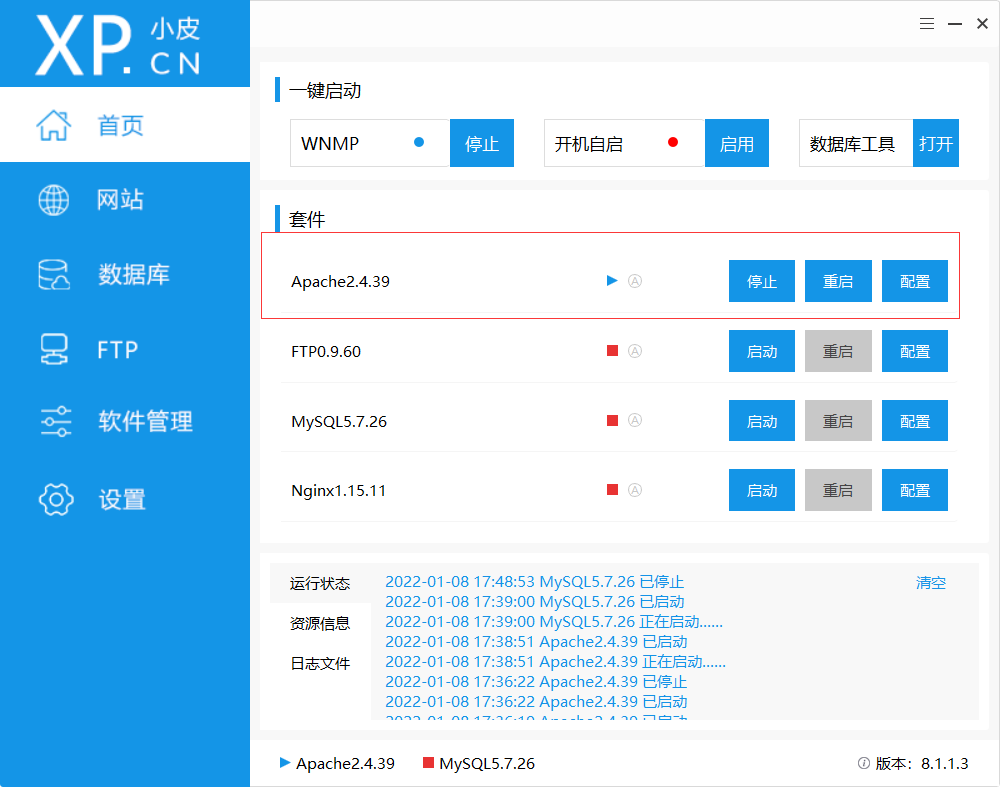 XP.CN 小皮
首页
网站
数据库
FTP
软件管理
设置
一键启动
WNMP 停止 开机自启 启用 数据库工具 打开
套件
Apache2.4.39 Ⓐ 停止 重启 配置
FTP0.9.60 Ⓐ 启动 重启 配置
MySQL5.7.26 Ⓐ 启动 重启 配置
Nginx1.15.11 Ⓐ 启动 重启 配置
运行状态
资源信息
日志文件
清空
2022-01-08 17:48:53 MySQL5.7.26 已停止
2022-01-08 17:39:00 MySQL5.7.26 已启动
2022-01-08 17:39:00 MySQL5.7.26 正在启动......
2022-01-08 17:38:51 Apache2.4.39 已启动
2022-01-08 17:38:51 Apache2.4.39 正在启动......
2022-01-08 17:36:22 Apache2.4.39 已停止
2022-01-08 17:36:22 Apache2.4.39 已启动
Apache2.4.39 MySQL5.7.26 版本：8.1.1.3